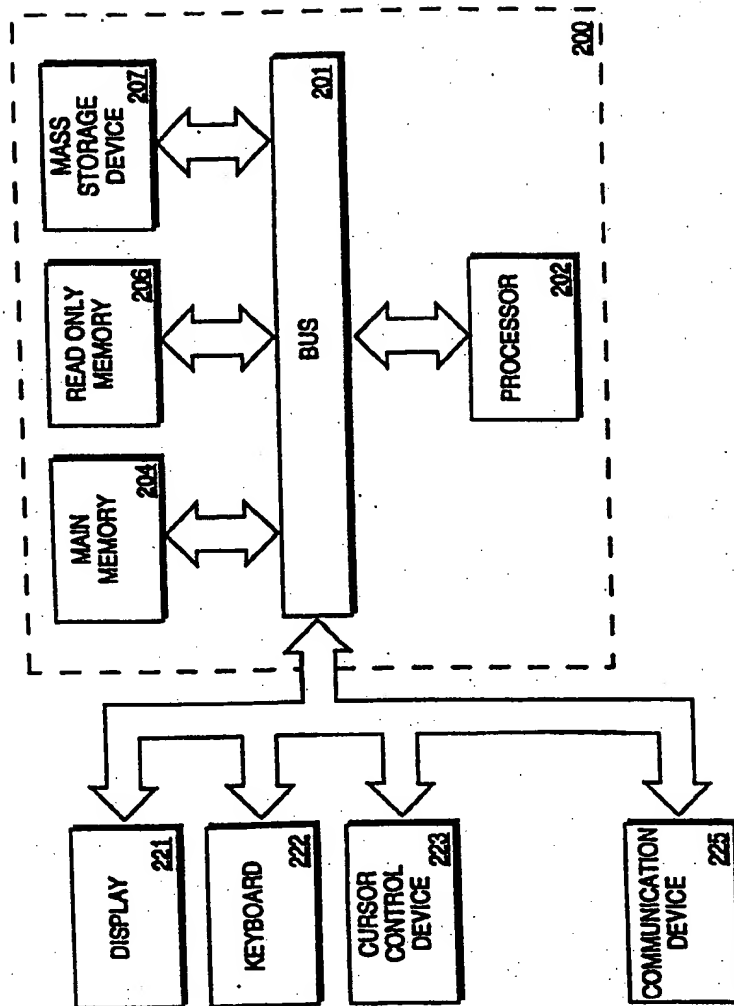 MAIN
MEMORY
204
READ ONLY
MEMORY
206
MASS
STORAGE
DEVICE
207
BUS
201
PROCESSOR
202
200
DISPLAY
221
KEYBOARD
222
CURSOR
CONTROL
DEVICE
223
COMMUNICATION
DEVICE
225